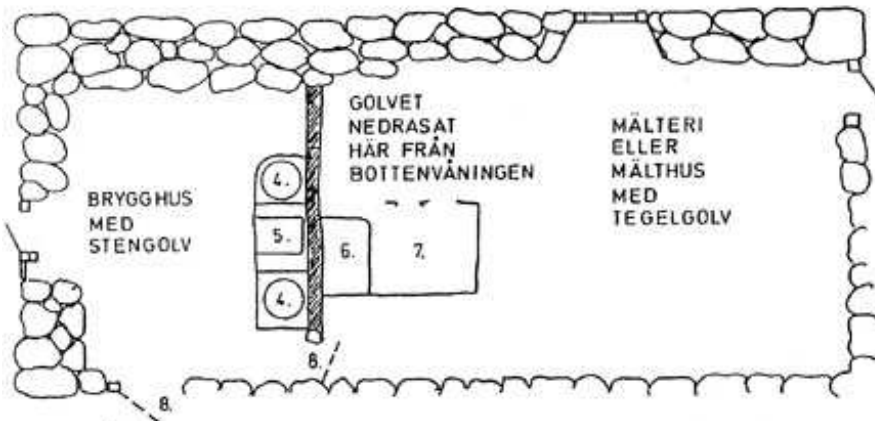 BRYGGHUS
MED
STENGOLV
4.
5.
4.
GOLVET
NEDRASAT
HÄR FRÅN
BOTTENVÅNINGEN
6.
7.
8.
8.
MÄLTERI
ELLER
MÄLTHUS
MED
TEGELGOLV